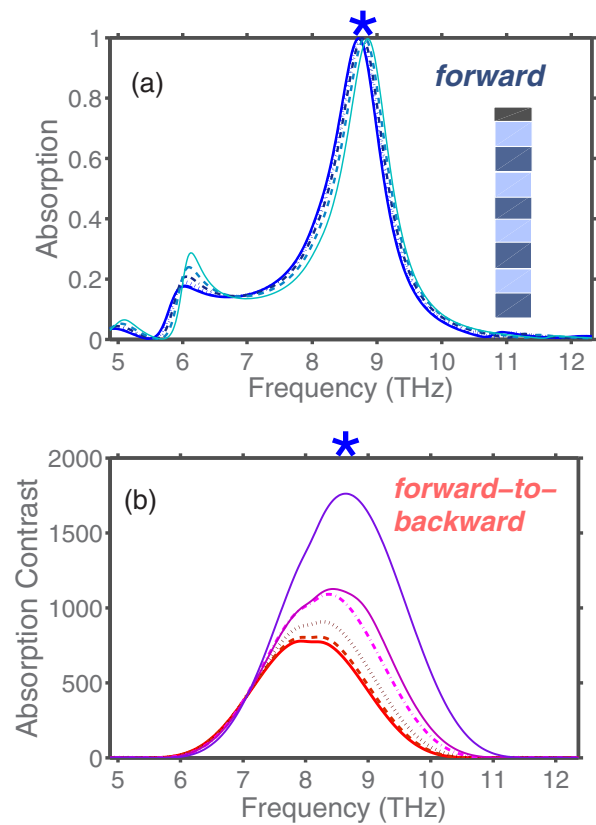 *
(a)
forward
Absorption
1
0.8
0.6
0.4
0.2
0
5 6 7 8 9 10 11 12
Frequency (THz)
*
(b)
forward-to-
backward
Absorption Contrast
2000
1500
1000
500
0
5 6 7 8 9 10 11 12
Frequency (THz)